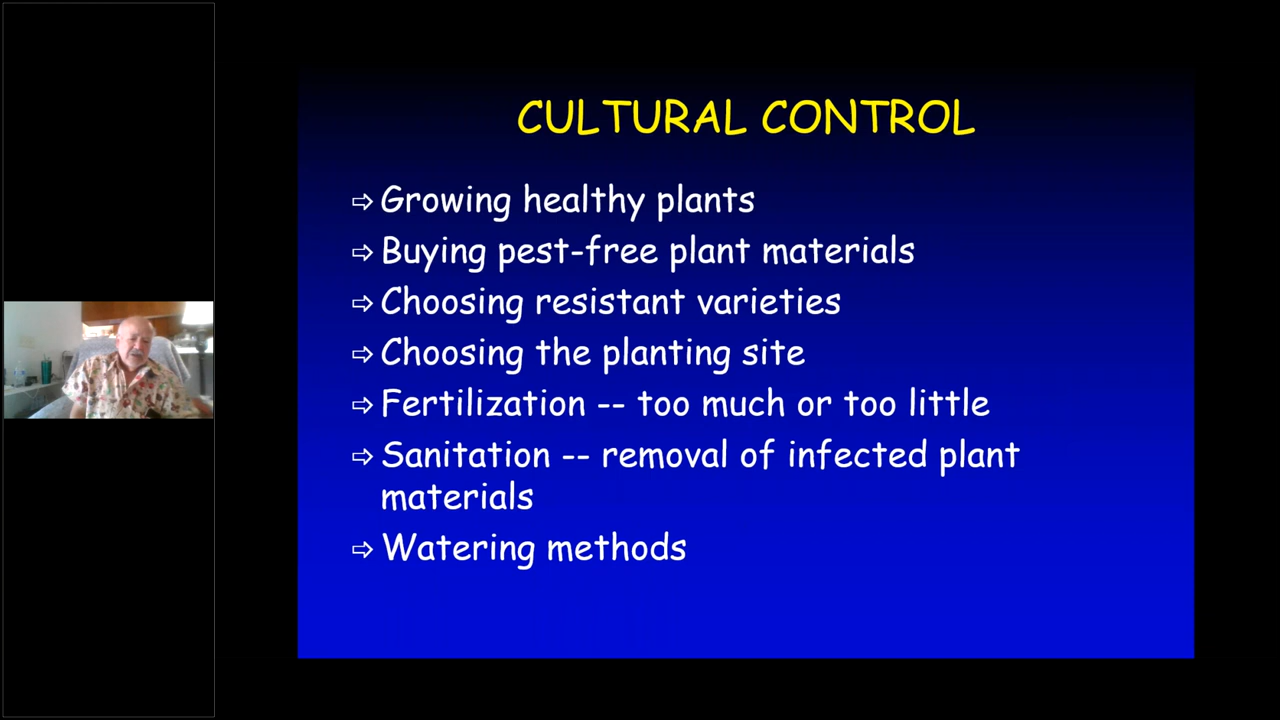 CULTURAL CONTROL
⇨ Growing healthy plants
⇨ Buying pest-free plant materials
⇨ Choosing resistant varieties
⇨ Choosing the planting site
⇨ Fertilization -- too much or too little
⇨ Sanitation -- removal of infected plant
materials
⇨ Watering methods